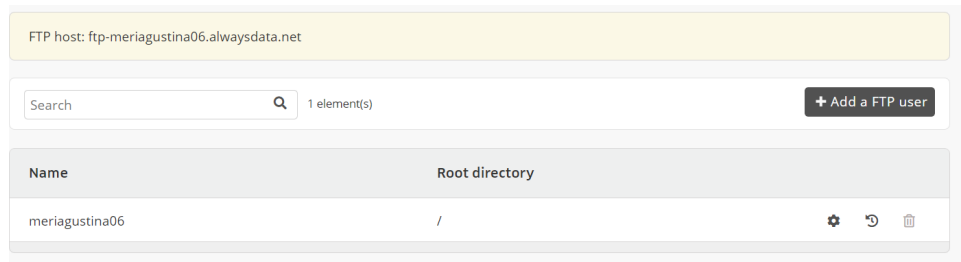 FTP host: ftp-meriagustina06.alwaysdata.net
Search
1 element(s)
+ Add a FTP user
Name
Root directory
meriagustina06
/